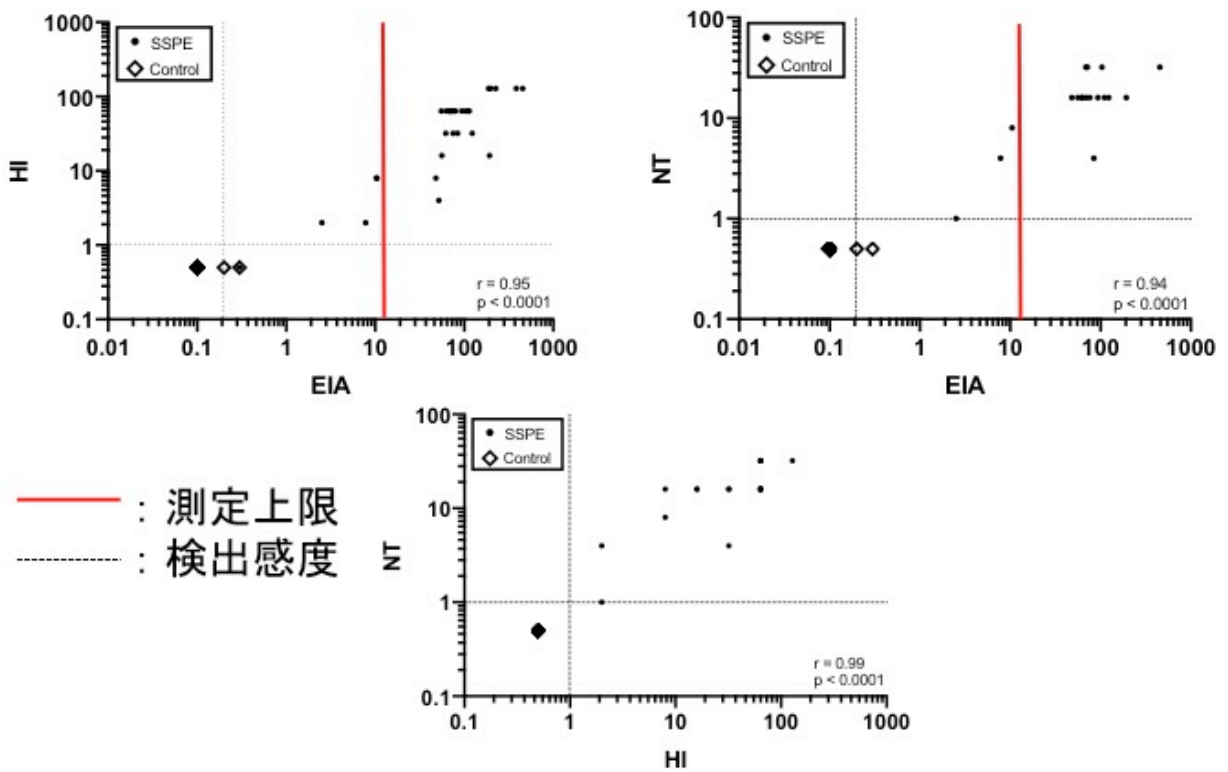 1000
100
10
1
0.1
HI
SSPE
Control
r = 0.95
p < 0.0001
0.01
0.1
1
10
100
1000
EIA
100
10
1
0.1
NT
SSPE
Control
r = 0.94
p < 0.0001
0.01
0.1
1
10
100
1000
EIA
: 測定上限
: 検出感度
100
10
1
0.1
NT
SSPE
Control
r = 0.99
p < 0.0001
0.1
1
10
100
1000
HI